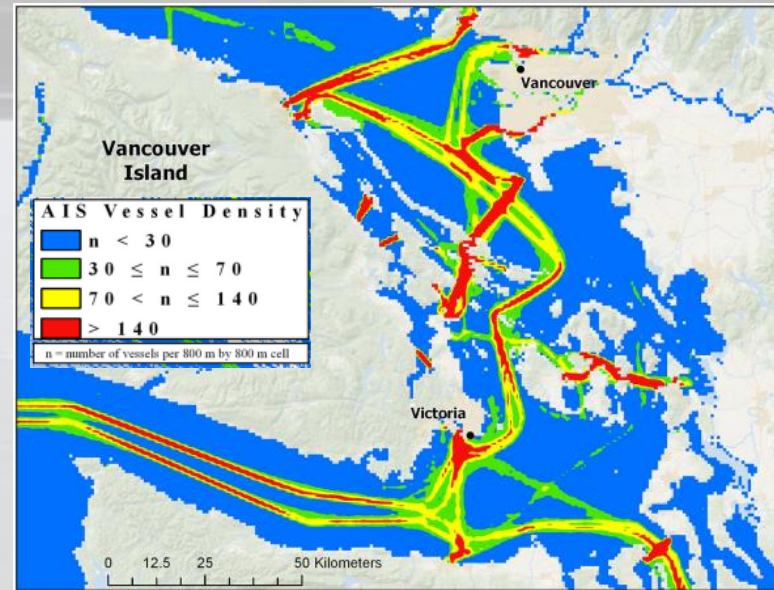 Vancouver
Vancouver
Island
AIS Vessel Density
n < 30
30 ≤ n ≤ 70
70 < n ≤ 140
> 140
n = number of vessels per 800 m by 800 m cell
Victoria
0 12.5 25 50 Kilometers